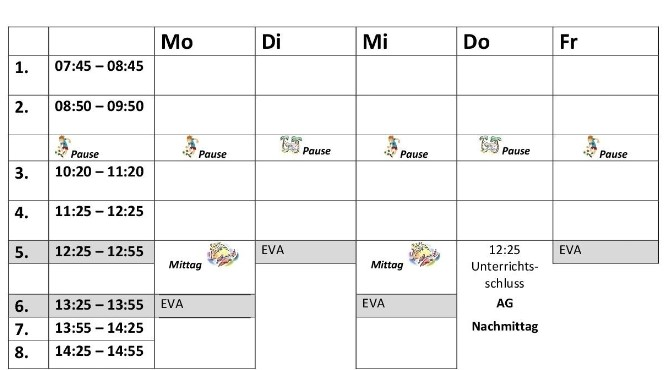 Mo Di Mi Do Fr
1. 07:45 – 08:45
2. 08:50 – 09:50
Pause Pause Pause Pause Pause Pause
3. 10:20 – 11:20
4. 11:25 – 12:25
5. 12:25 – 12:55 Mittag EVA Mittag 12:25 EVA
Unterrichts-
schluss
6. 13:25 – 13:55 EVA EVA AG
7. 13:55 – 14:25 Nachmittag
8. 14:25 – 14:55